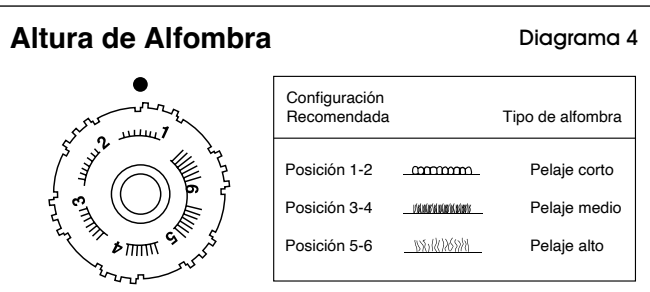 Altura de Alfombra
Diagrama 4
1
2
3
4
5
6
Configuración
Recomendada
Tipo de alfombra
Posición 1-2
Pelaje corto
Posición 3-4
Pelaje medio
Posición 5-6
Pelaje alto